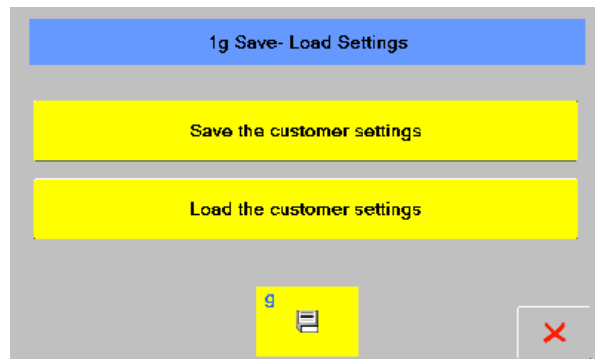 1g Save- Load Settings
Save the customer settings
Load the customer settings
g